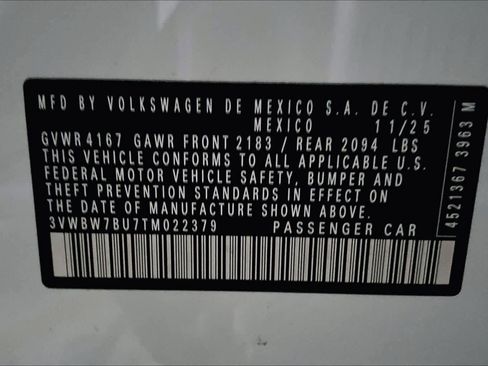 MFD BY VOLKSWAGEN DE MEXICO S.A. DE C.V.
MEXICO 11/25
GVWR 4167 GAWR FRONT 2183 / REAR 2094 LBS
THIS VEHICLE CONFORMS TO ALL APPLICABLE U.S.
FEDERAL MOTOR VEHICLE SAFETY, BUMPER AND
THEFT PREVENTION STANDARDS IN EFFECT ON
THE DATE OF MANUFACTURE SHOWN ABOVE.
3VWBW7BU7TM022379 PASSENGER CAR
4521367 3963 M